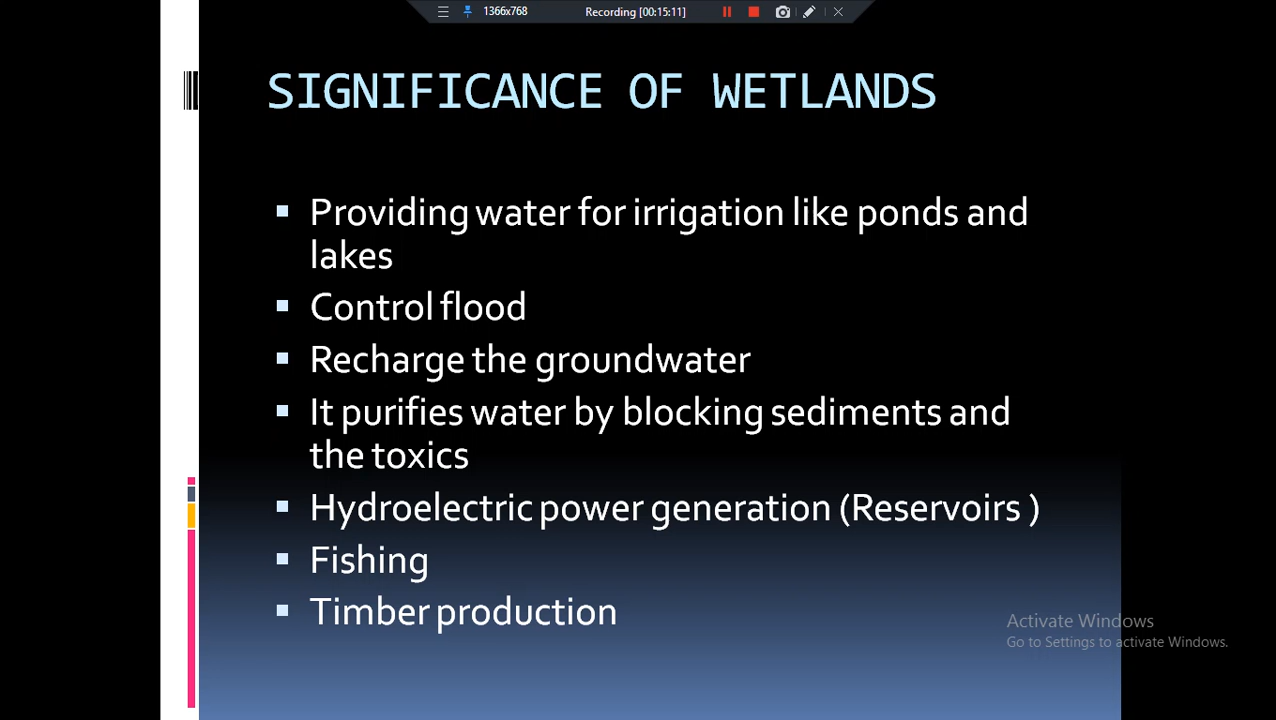 1366x768
Recording [00:15:11]
SIGNIFICANCE OF WETLANDS
▪ Providing water for irrigation like ponds and
lakes
▪ Control flood
▪ Recharge the groundwater
▪ It purifies water by blocking sediments and
the toxics
▪ Hydroelectric power generation (Reservoirs )
▪ Fishing
▪ Timber production
Activate Windows
Go to Settings to activate Windows.